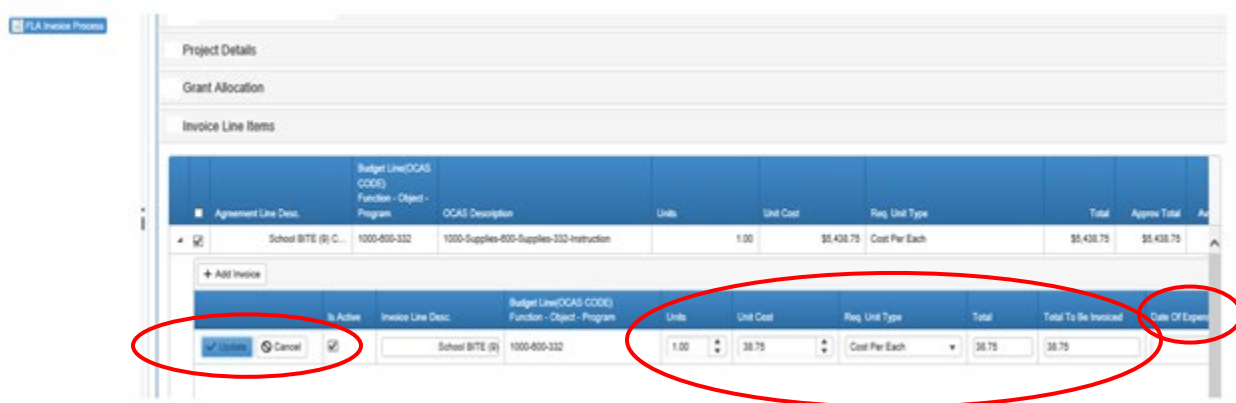 FLA Invoice Process
Project Details
Grant Allocation
Invoice Line Items
Agreement Line Desc. Budget Line(OCAS CODE) Function - Object - Program OCAS Description Units Unit Cost Req. Unit Type Total Approv Total
School BITE (9) C... 1000-600-332 1000-Supplies-600-Supplies-332-Instruction 1.00 $5,438.75 Cost Per Each $5,438.75 $5,438.75
+ Add Invoice
Is Active Invoice Line Desc. Budget Line(OCAS CODE) Function - Object - Program Units Unit Cost Req. Unit Type Total Total To Be Invoiced Date Of Expen
Update Cancel School BITE (9) 1000-600-332 1.00 38.75 Cost Per Each 38.75 38.75